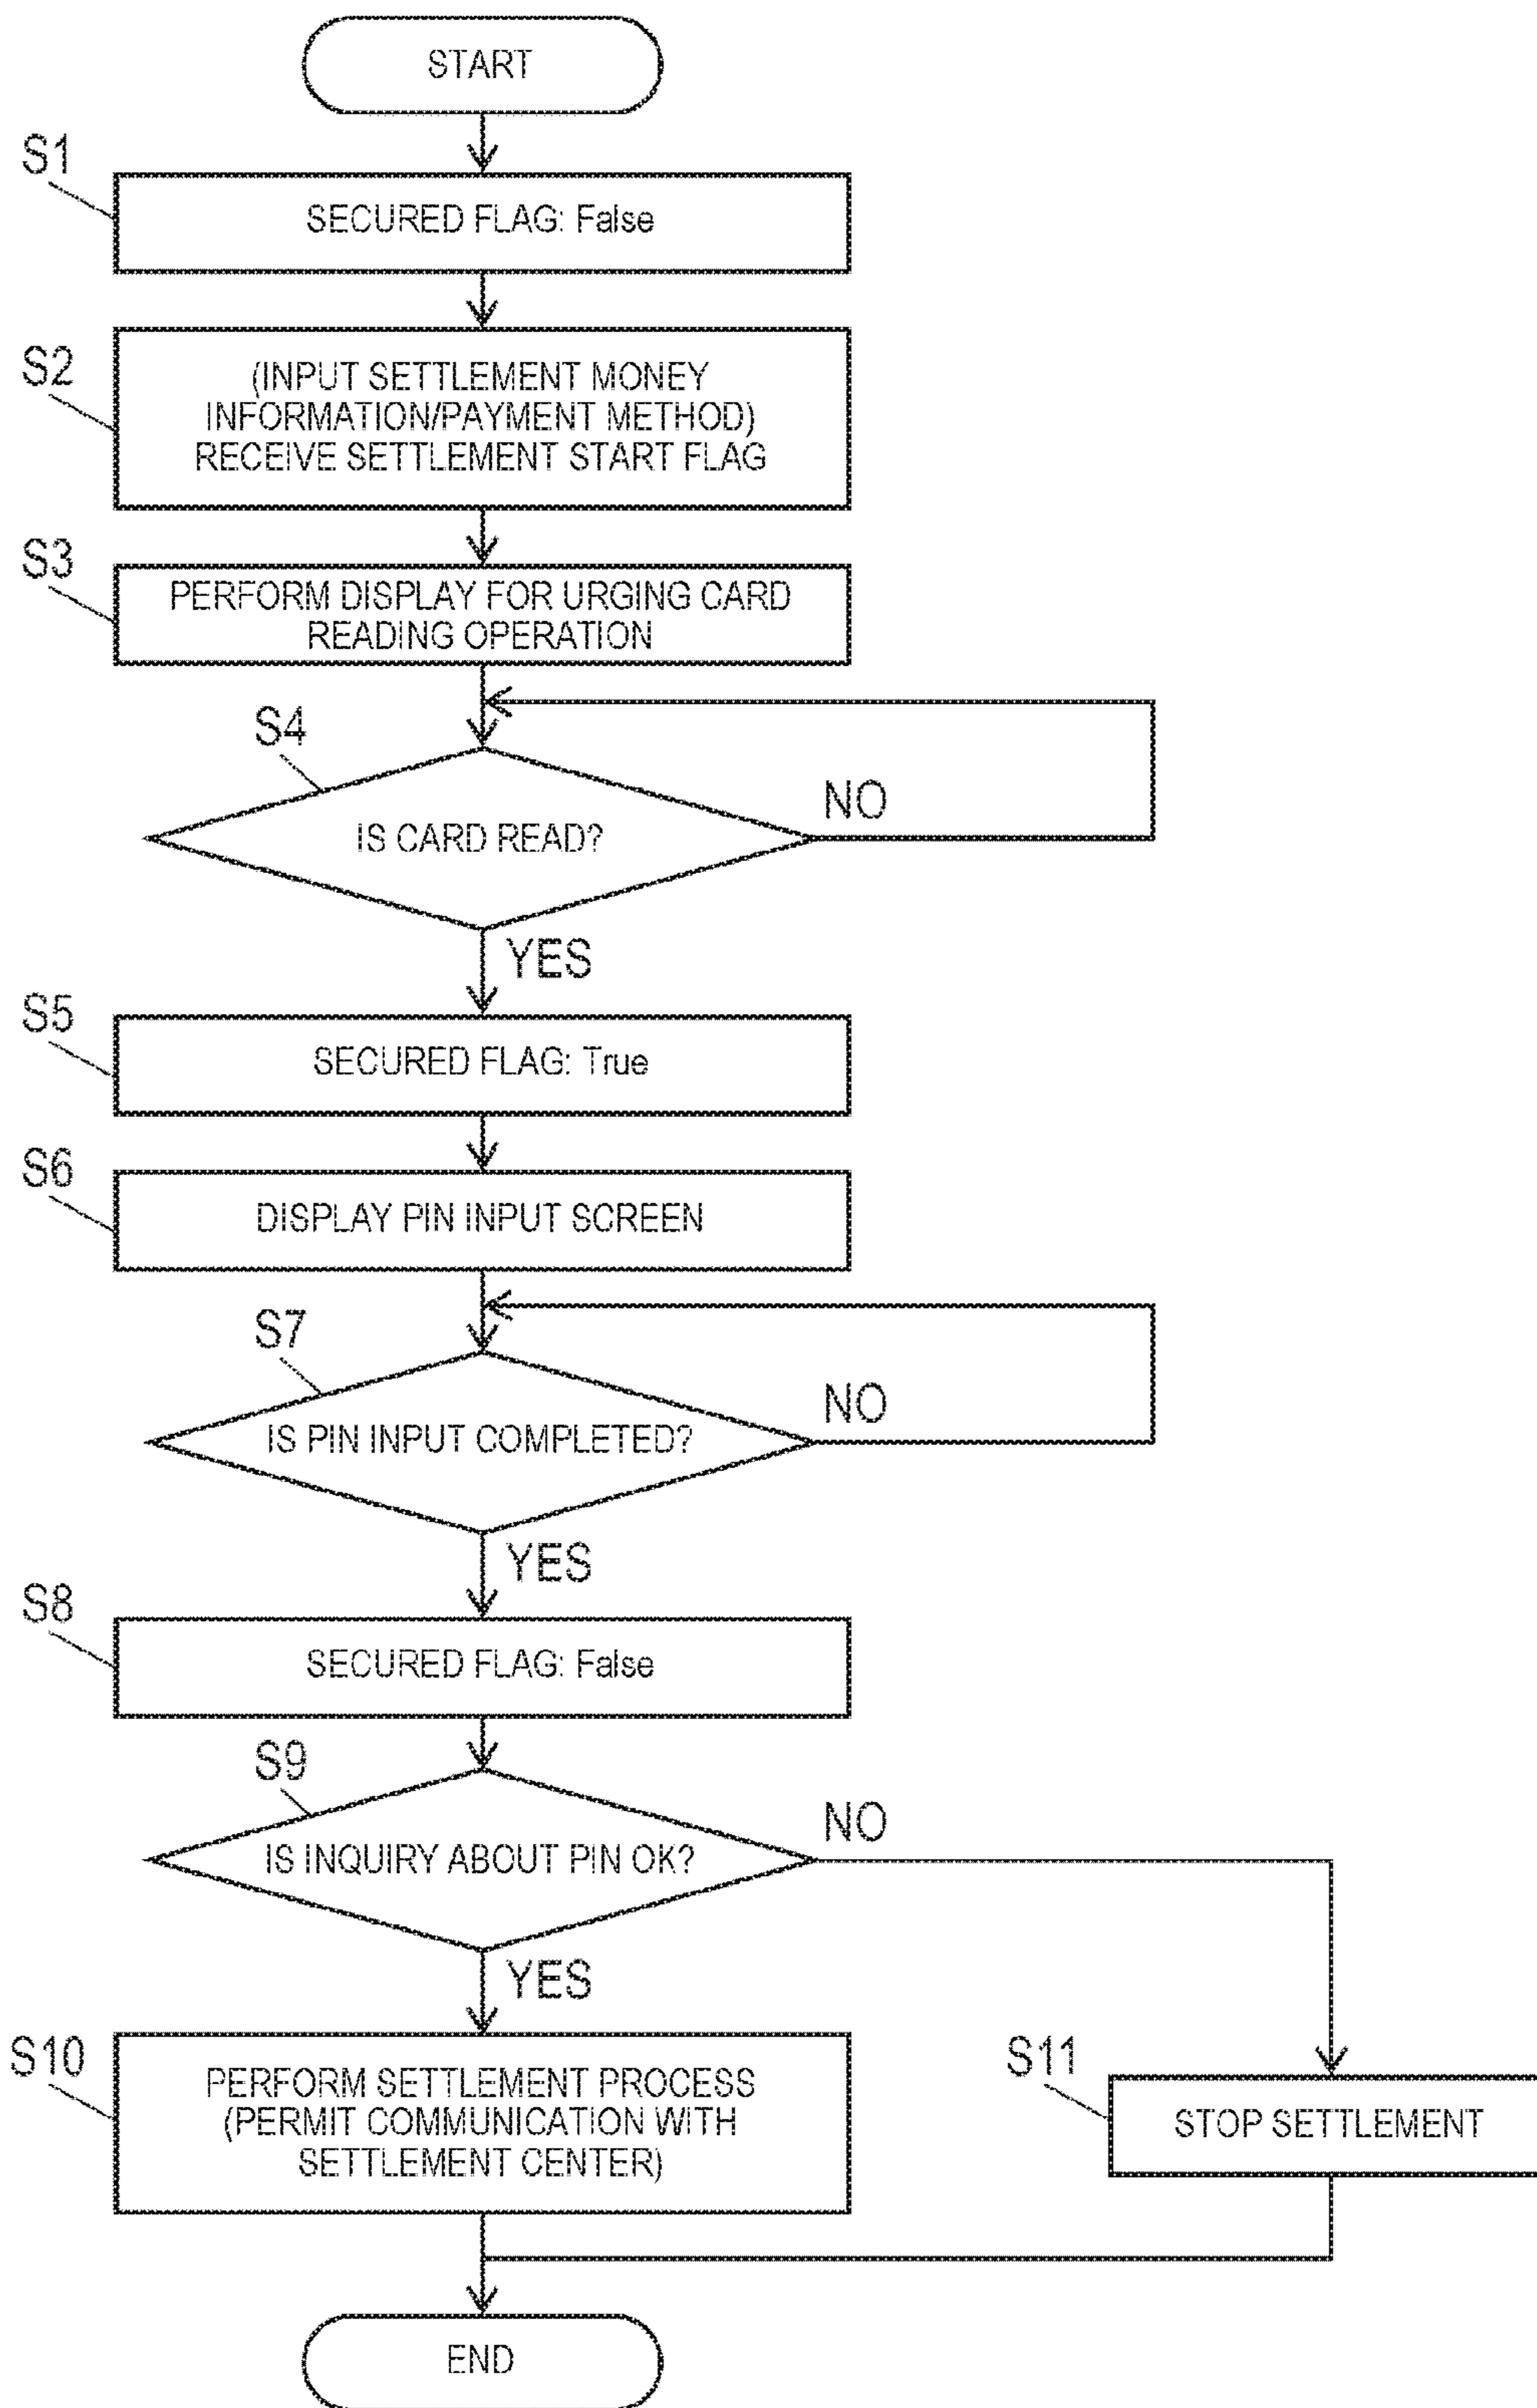 START
S1
SECURED FLAG: False
S2
(INPUT SETTLEMENT MONEY
INFORMATION/PAYMENT METHOD)
RECEIVE SETTLEMENT START FLAG
S3
PERFORM DISPLAY FOR URGING CARD
READING OPERATION
S4
NO
IS CARD READ?
YES
S5
SECURED FLAG: True
S6
DISPLAY PIN INPUT SCREEN
S7
NO
IS PIN INPUT COMPLETED?
YES
S8
SECURED FLAG: False
S9
NO
IS INQUIRY ABOUT PIN OK?
YES
S10
PERFORM SETTLEMENT PROCESS
(PERMIT COMMUNICATION WITH
SETTLEMENT CENTER)
S11
STOP SETTLEMENT
END